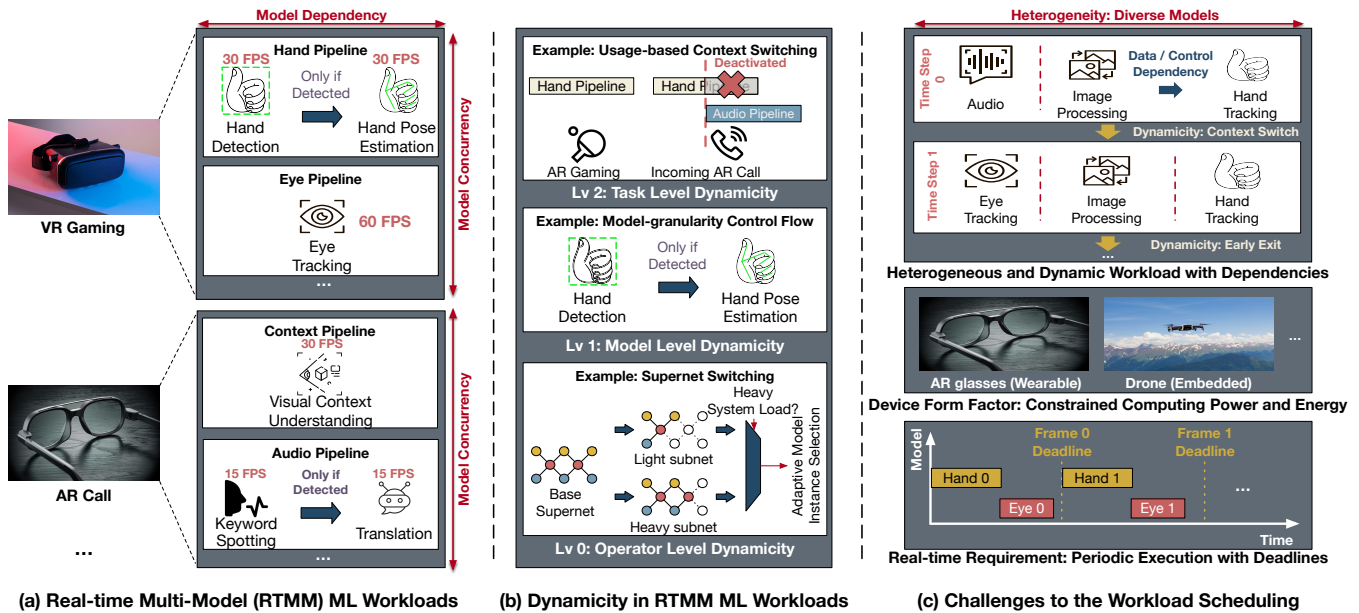 Model Dependency
Hand Pipeline
30 FPS
30 FPS
Only if
Detected
Hand
Detection
Hand Pose
Estimation
Eye Pipeline
60 FPS
Eye
Tracking
...
Model Concurrency
VR Gaming
Context Pipeline
30 FPS
Visual Context
Understanding
Audio Pipeline
15 FPS
Only if
Detected
15 FPS
Keyword
Spotting
Translation
...
Model Concurrency
AR Call
...
(a) Real-time Multi-Model (RTMM) ML Workloads
Example: Usage-based Context Switching
Deactivated
Hand Pipeline
Hand Pipeline
Audio Pipeline
AR Gaming
Incoming AR Call
Lv 2: Task Level Dynamicity
Example: Model-granularity Control Flow
Only if
Detected
Hand
Detection
Hand Pose
Estimation
Lv 1: Model Level Dynamicity
Example: Supernet Switching
Heavy
System Load?
Light subnet
Base
Supernet
Heavy subnet
Adaptive Model
Instance Selection
Lv 0: Operator Level Dynamicity
(b) Dynamicity in RTMM ML Workloads
Heterogeneity: Diverse Models
Time Step
0
Audio
Image
Processing
Data / Control
Dependency
Hand
Tracking
Dynamicity: Context Switch
Time Step 1
Eye
Tracking
Image
Processing
Hand
Tracking
Dynamicity: Early Exit
...
Heterogeneous and Dynamic Workload with Dependencies
AR glasses (Wearable)
Drone (Embedded)
...
Device Form Factor: Constrained Computing Power and Energy
Model
Frame 0
Deadline
Frame 1
Deadline
Hand 0
Hand 1
...
Eye 0
Eye 1
Time
Real-time Requirement: Periodic Execution with Deadlines
(c) Challenges to the Workload Scheduling